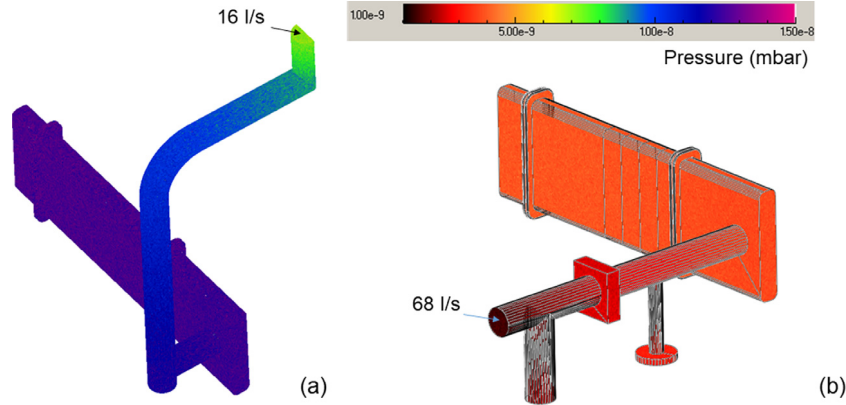 16 l/s
1.00e-9
5.00e-9
1.00e-8
1.50e-8
Pressure (mbar)
68 l/s
(a)
(b)